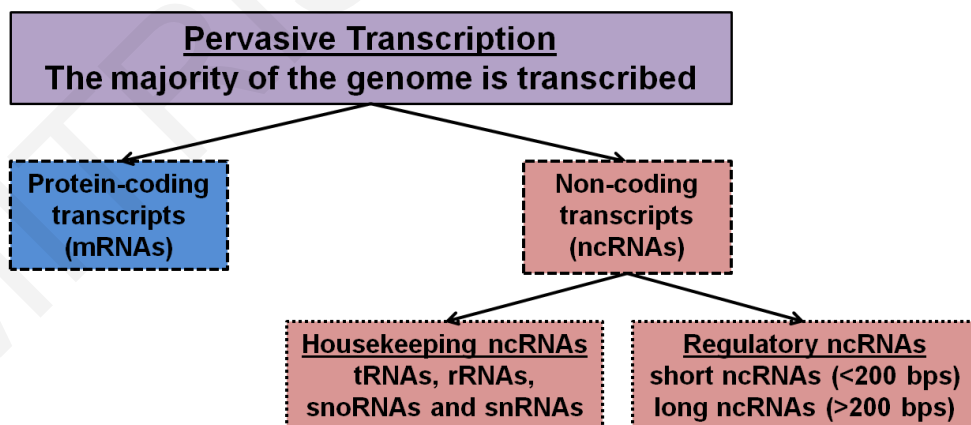 Pervasive Transcription
The majority of the genome is transcribed
Protein-coding
transcripts
(mRNAs)
Non-coding
transcripts
(ncRNAs)
Housekeeping ncRNAs
tRNAs, rRNAs,
snoRNAs and snRNAs
Regulatory ncRNAs
short ncRNAs (<200 bps)
long ncRNAs (>200 bps)